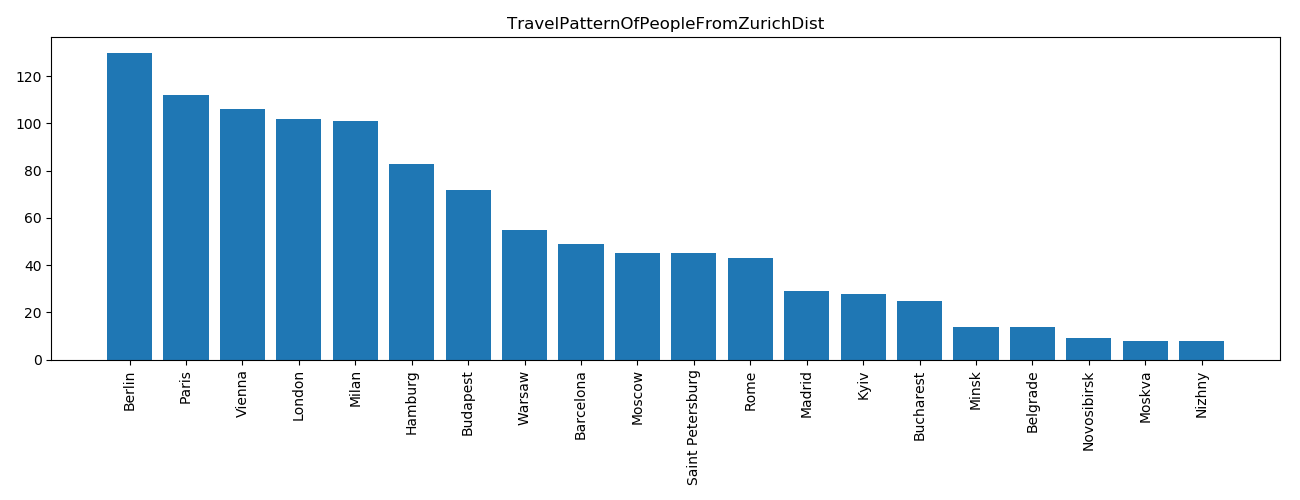 TravelPatternOfPeopleFromZurichDist
120
100
80
60
40
20
0
Berlin
Paris
Vienna
London
Milan
Hamburg
Budapest
Warsaw
Barcelona
Moscow
Saint Petersburg
Rome
Madrid
Kyiv
Bucharest
Minsk
Belgrade
Novosibirsk
Moskva
Nizhny